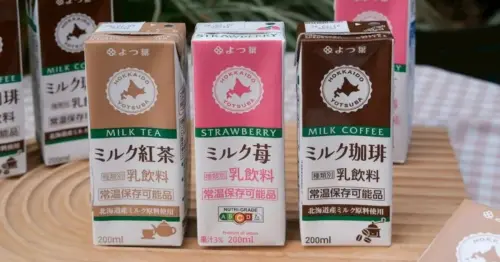 よつ葉
HOKKAIDO
YOTSUBA
MILK TEA
ミルク紅茶
種類別 乳飲料
常温保存可能品
北海道産ミルク原料使用
200ml
よつ葉
HOKKAIDO
YOTSUBA
STRAWBERRY
ミルク苺
種類別 乳飲料
常温保存可能品
NUTRI-GRADE
A B C D
果汁3% 200ml
よつ葉
HOKKAIDO
YOTSUBA
MILK COFFEE
ミルク珈琲
種類別 乳飲料
常温保存可能品
北海道産ミルク原料使用
200ml
MILK COFFEE
STRAWBERRY